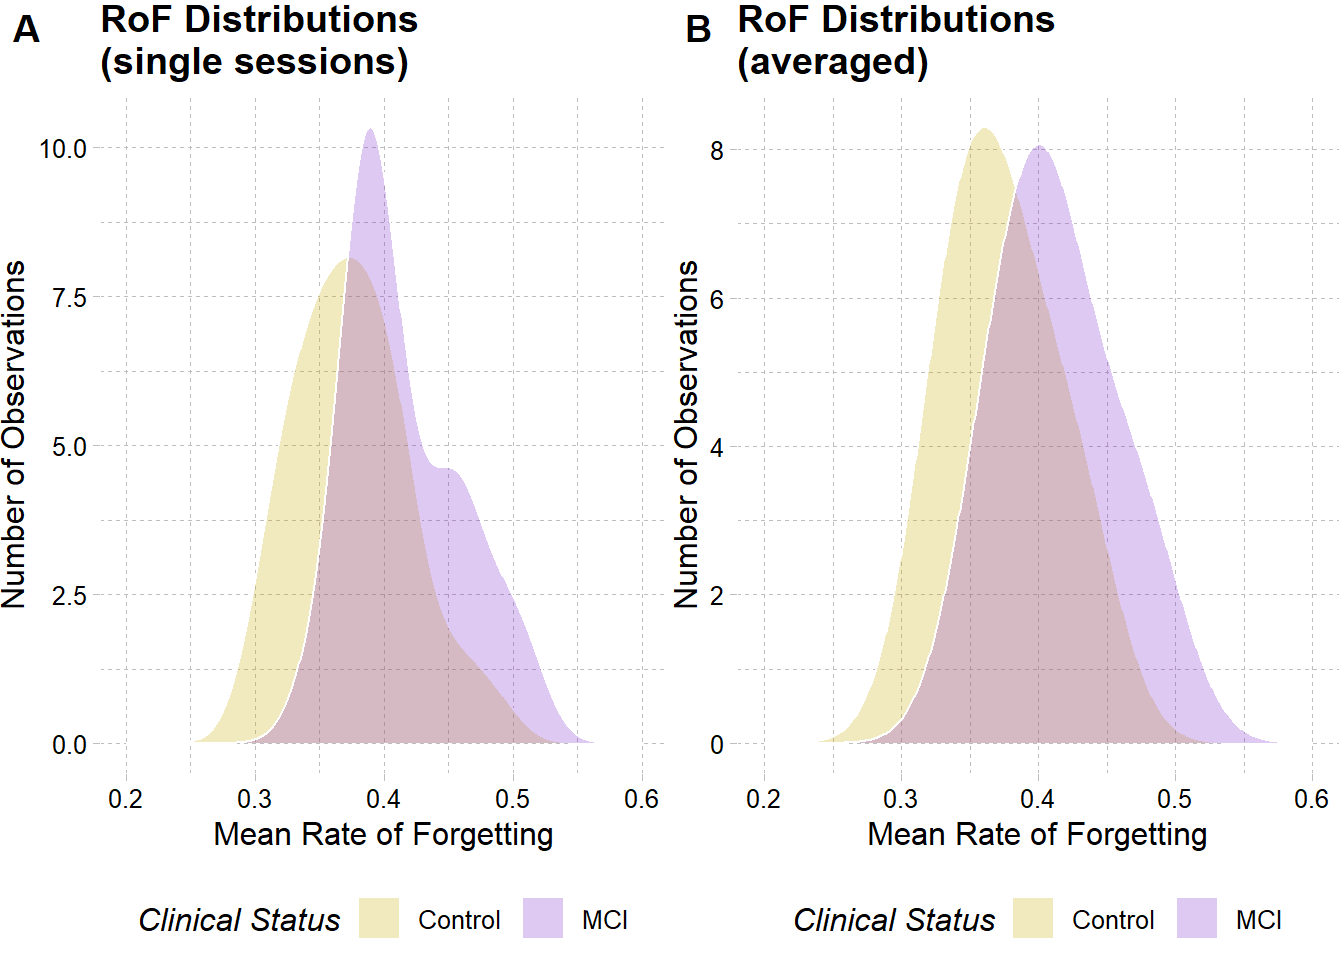 A
RoF Distributions
(single sessions)
Number of Observations
10.0
7.5
5.0
2.5
0.0
0.2 0.3 0.4 0.5 0.6
Mean Rate of Forgetting
Clinical Status Control MCI
B
RoF Distributions
(averaged)
Number of Observations
8
6
4
2
0
0.2 0.3 0.4 0.5 0.6
Mean Rate of Forgetting
Clinical Status Control MCI